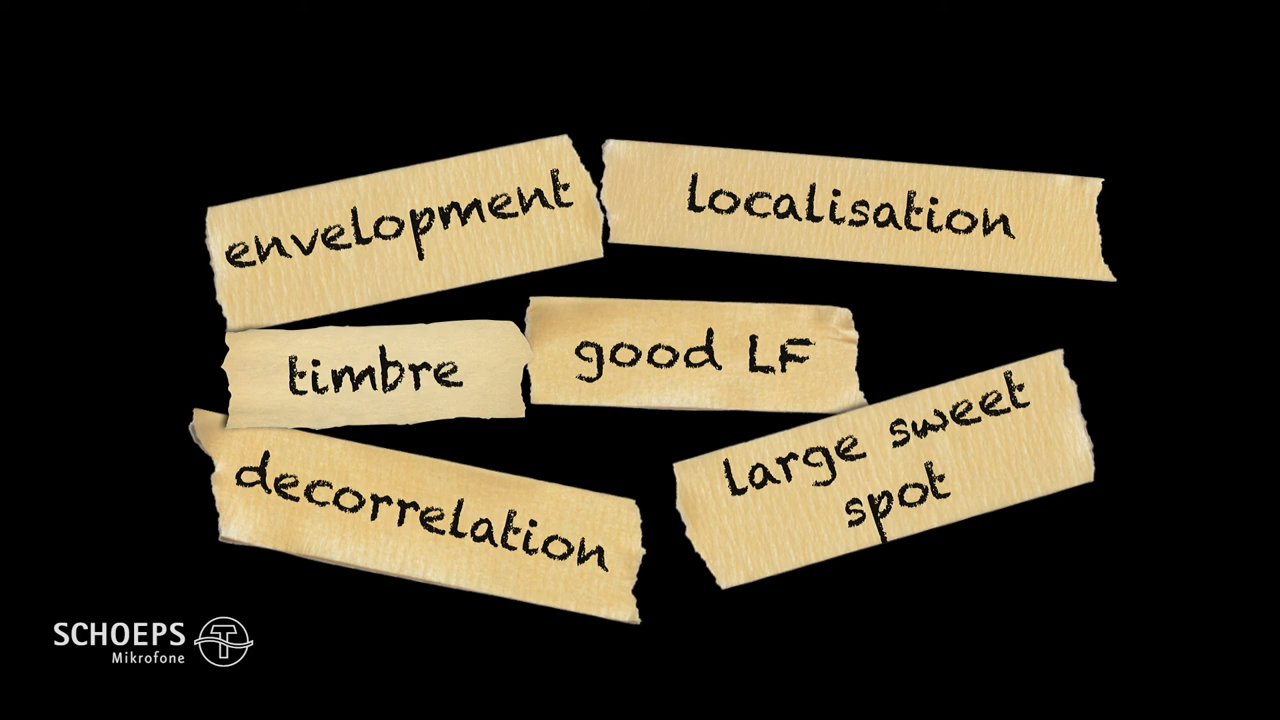 envelopment
localisation
timbre
good LF
large sweet
spot
decorrelation
SCHOEPS
Mikrofone